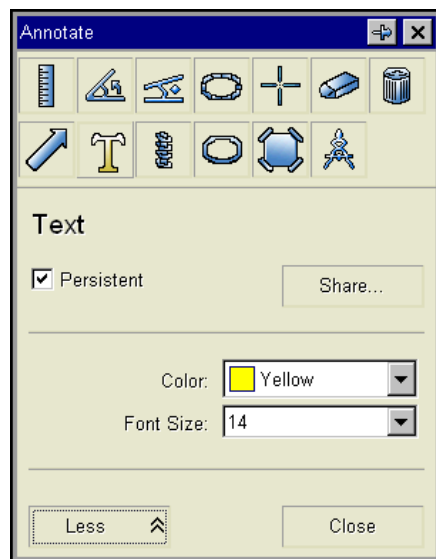 Annotate
Text
Persistent
Share...
Color: Yellow
Font Size: 14
Less
Close